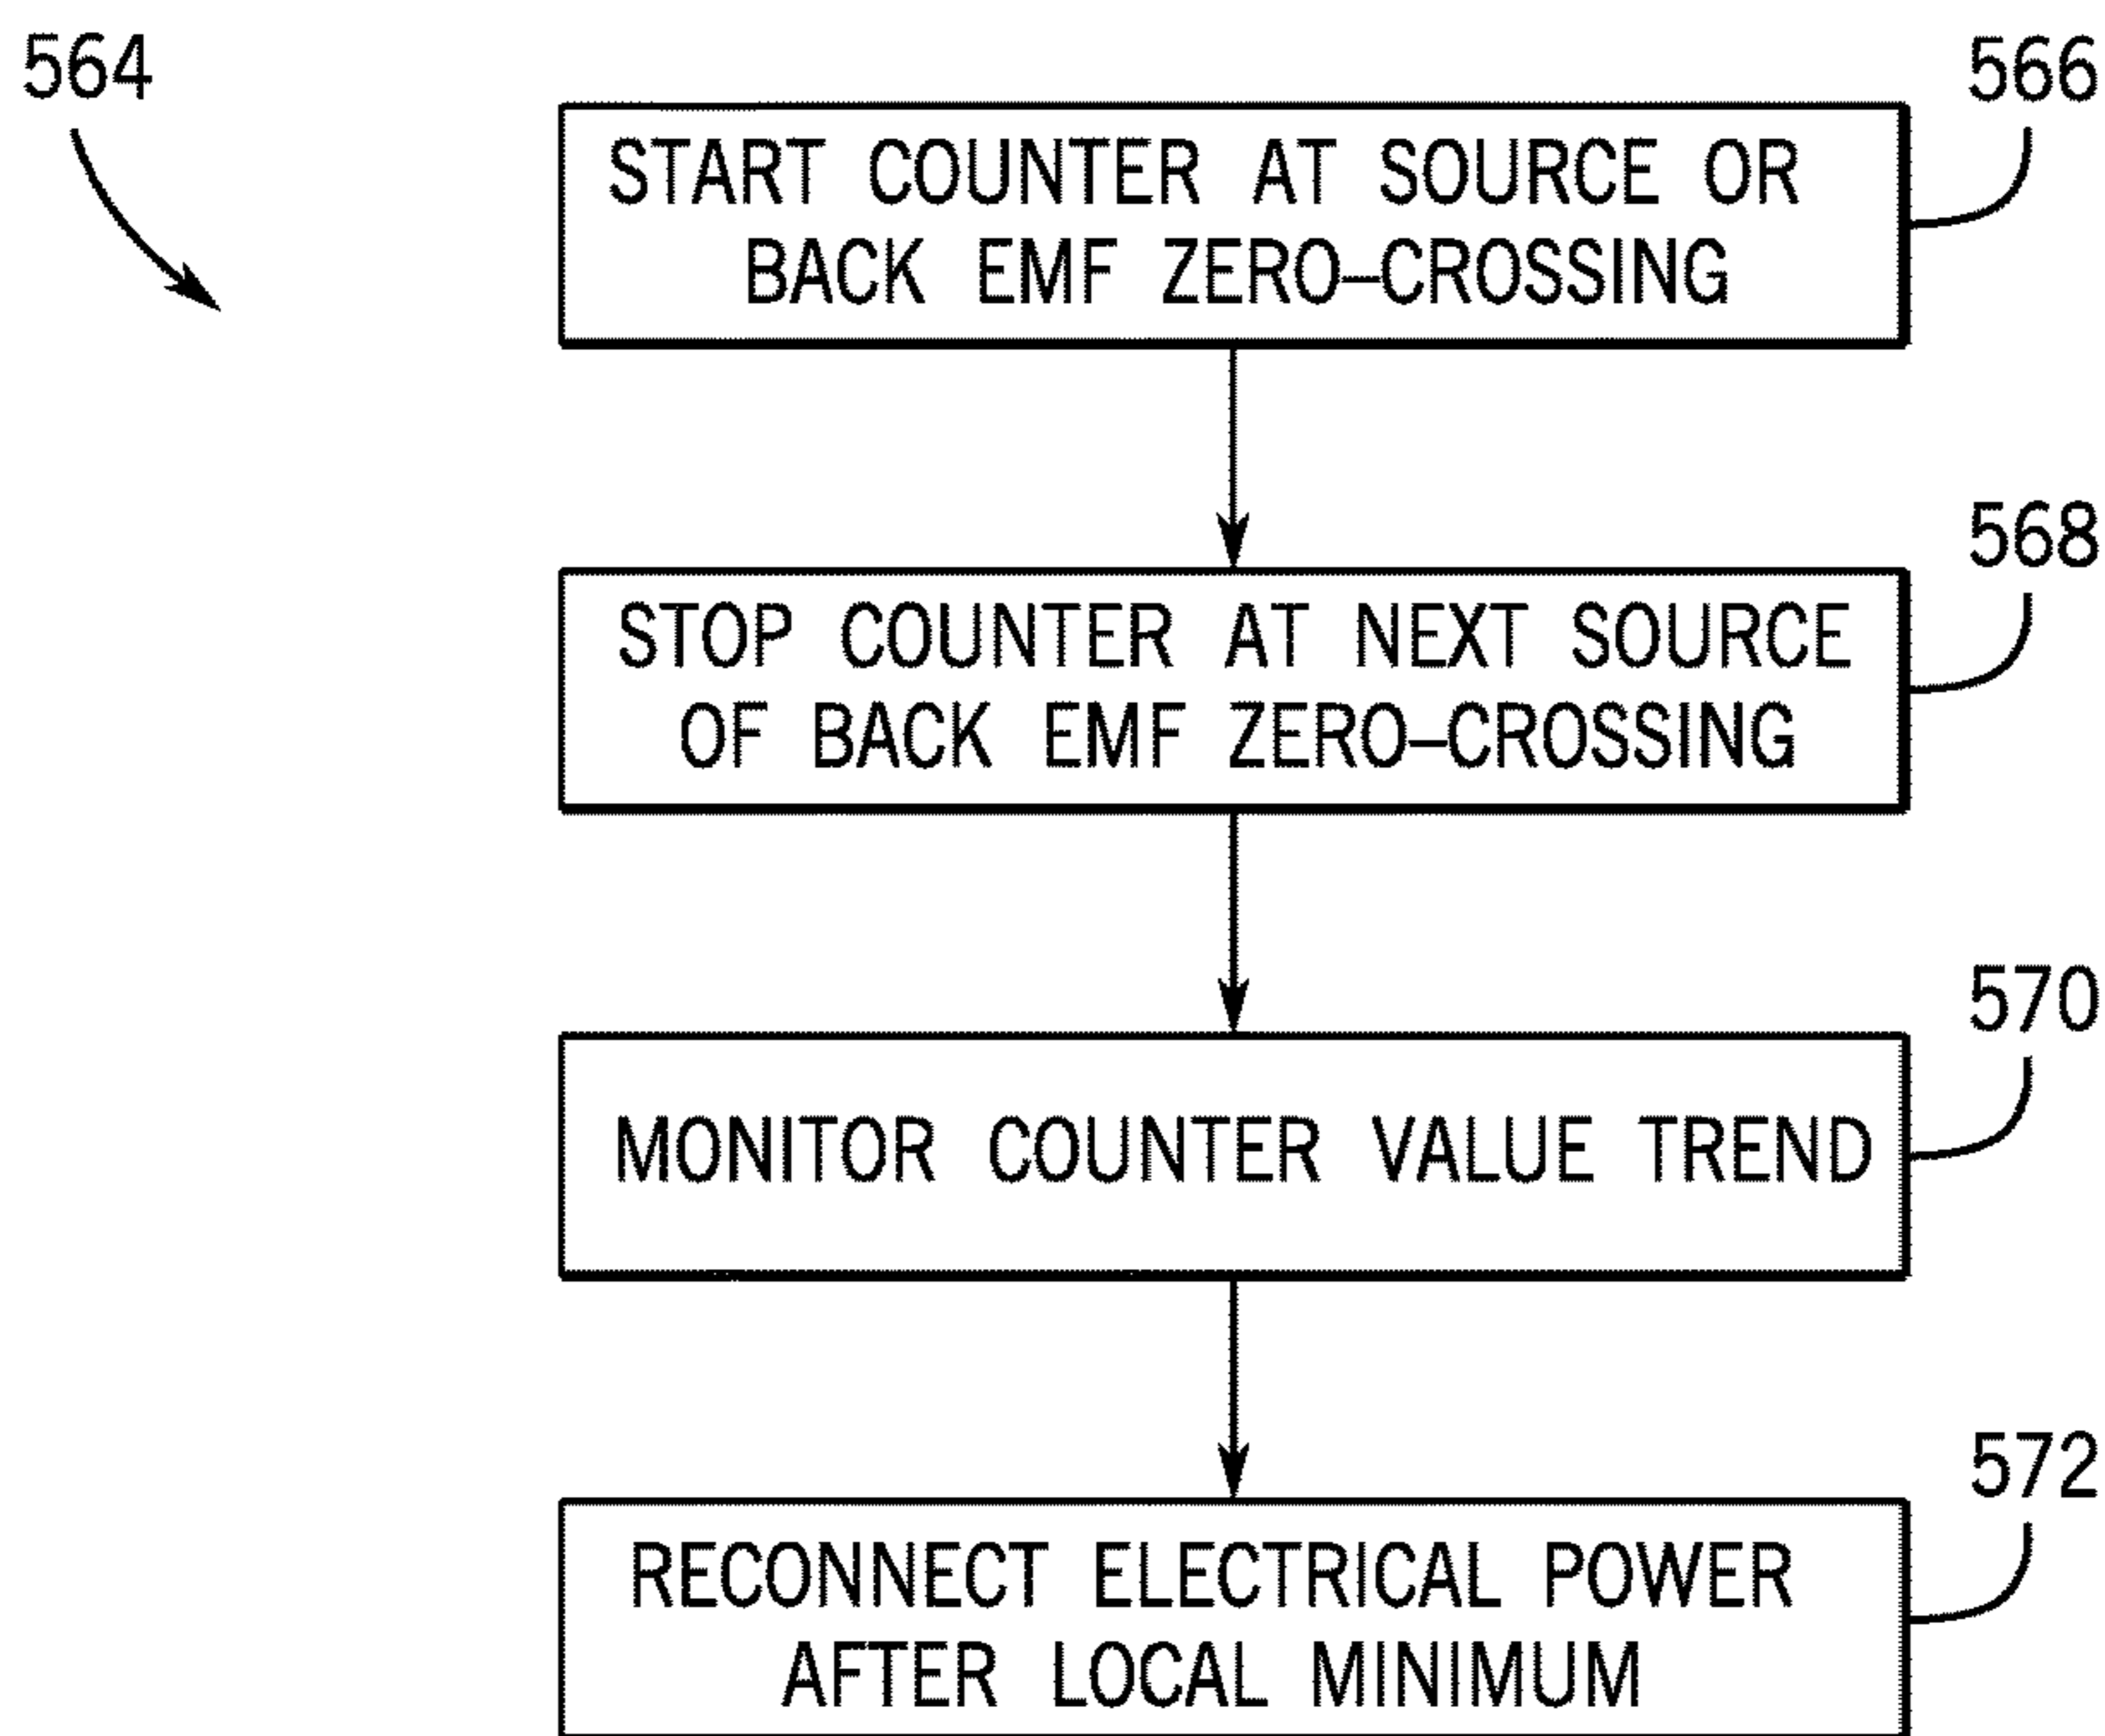 564
566
START COUNTER AT SOURCE OR
BACK EMF ZERO–CROSSING
568
STOP COUNTER AT NEXT SOURCE
OF BACK EMF ZERO–CROSSING
570
MONITOR COUNTER VALUE TREND
572
RECONNECT ELECTRICAL POWER
AFTER LOCAL MINIMUM